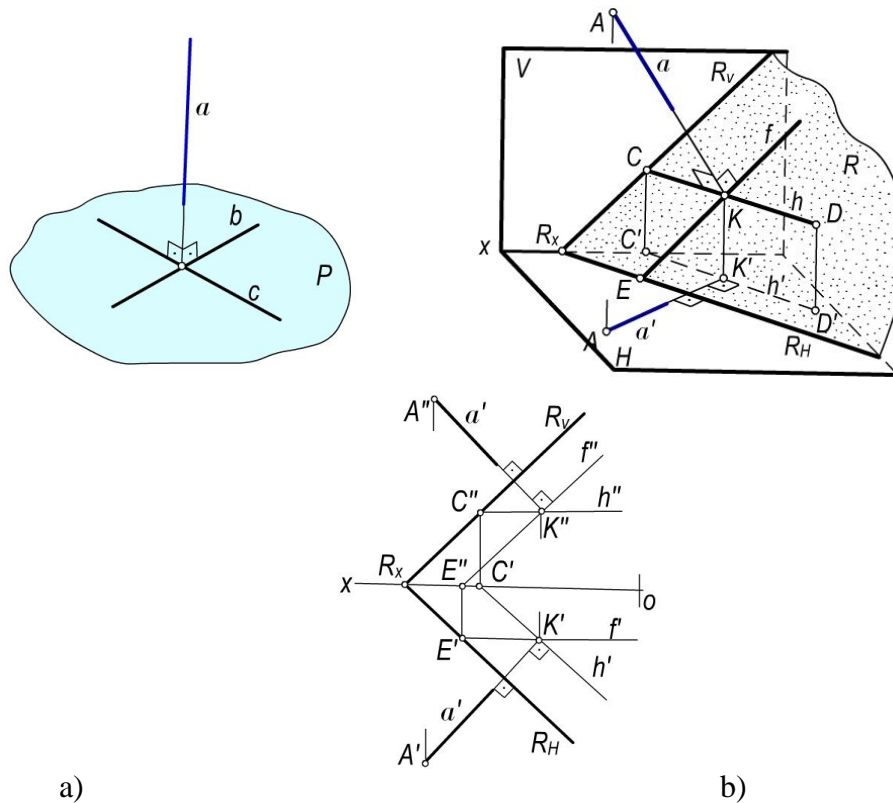 a
b
c
P
A
V
a
Rv
f
R
C
h
D
K
x
Rx
C'
K'
h'
E
D'
A
a'
H
RH
A"
a'
Rv
f"
C"
h"
K"
x
Rx
E"
C'
o
K'
f'
E'
h'
a'
A'
RH
a)
b)